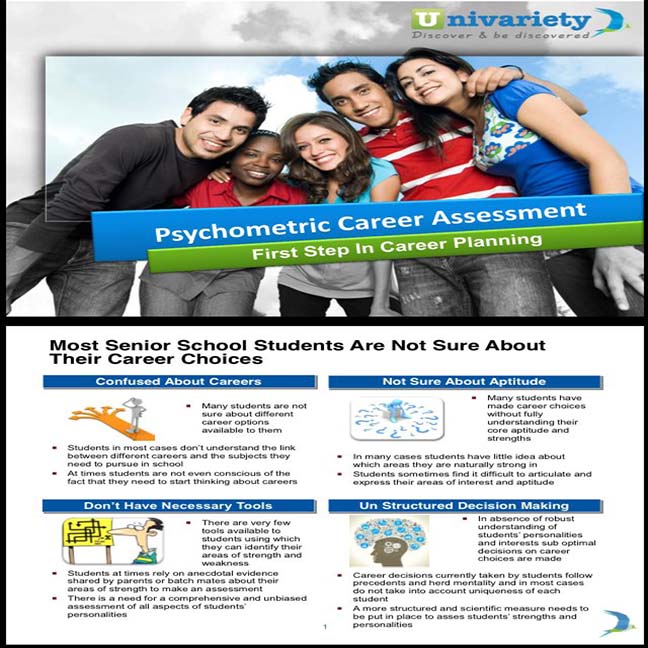 Univariety
Discover & be discovered
Psychometric Career Assessment
First Step In Career Planning
Most Senior School Students Are Not Sure About
Their Career Choices
Confused About Careers
Many students are not
sure about different
career options
available to them
Students in most cases don't understand the link
between different careers and the subjects they
need to pursue in school
At times students are not even conscious of the
fact that they need to start thinking about careers
Not Sure About Aptitude
Many students have
made career choices
without fully
understanding their
core aptitude and
strengths
In many cases students have little idea about
which areas they are naturally strong in
Students sometimes find it difficult to articulate and
express their areas of interest and aptitude
Don't Have Necessary Tools
There are very few
tools available to
students using which
they can identify their
areas of strength and
weakness
Students at times rely on anecdotal evidence
shared by parents or batch mates about their
areas of strength to make an assessment
There is a need for a comprehensive and unbiased
assessment of all aspects of students'
personalities
Un Structured Decision Making
In absence of robust
understanding of
students' personalities
and interests sub optimal
decisions on career
choices are made
Career decisions currently taken by students follow
precedents and herd mentality and in most cases
do not take into account uniqueness of each
student
A more structured and scientific measure needs to
be put in place to asses students' strengths and
personalities
1